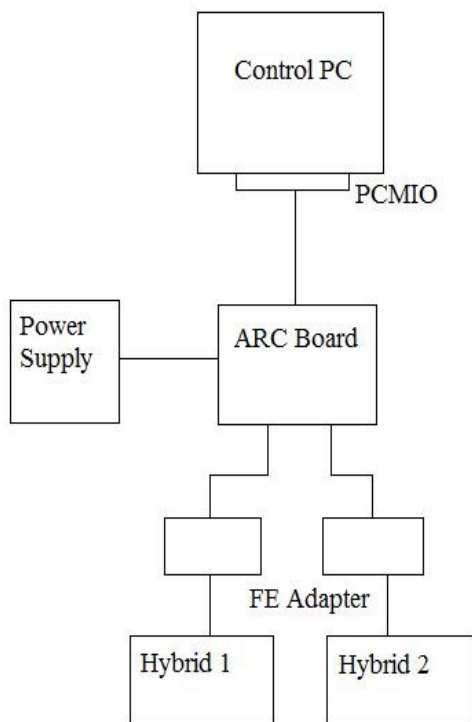 Control PC
PCMIO
Power
Supply
ARC Board
FE Adapter
Hybrid 1
Hybrid 2